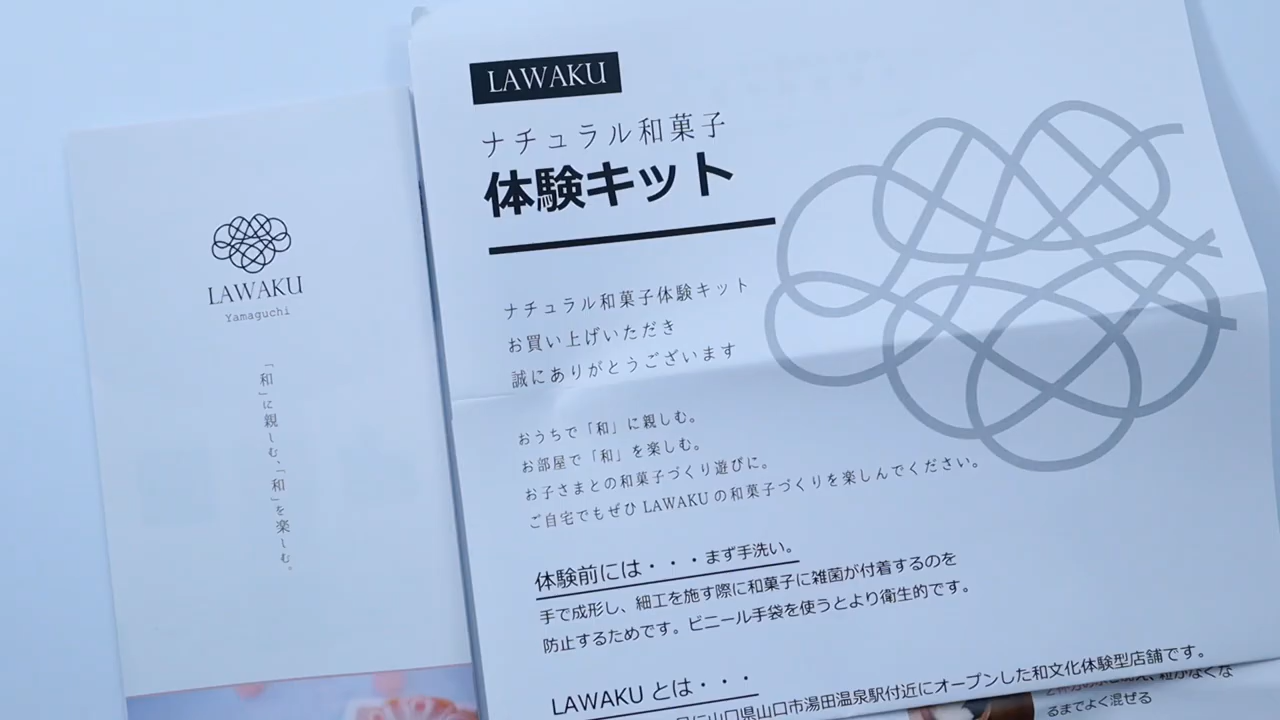 LAWAKU
Yamaguchi
「和」に親しむ、「和」を楽しむ。
LAWAKU
ナチュラル和菓子
体験キット
ナチュラル和菓子体験キット
お買い上げいただき
誠にありがとうございます
おうちで「和」に親しむ。
お部屋で「和」を楽しむ。
お子さまとの和菓子づくり遊びに。
ご自宅でもぜひ LAWAKU の和菓子づくりを楽しんでください。
体験前には・・・まず手洗い。
手で成形し、細工を施す際に和菓子に雑菌が付着するのを
防止するためです。ビニール手袋を使うとより衛生的です。
LAWAKU とは・・・
月に山口県山口市湯田温泉駅付近にオープンした和文化体験型店舗です。
粒がなくな
るまでよく混ぜる